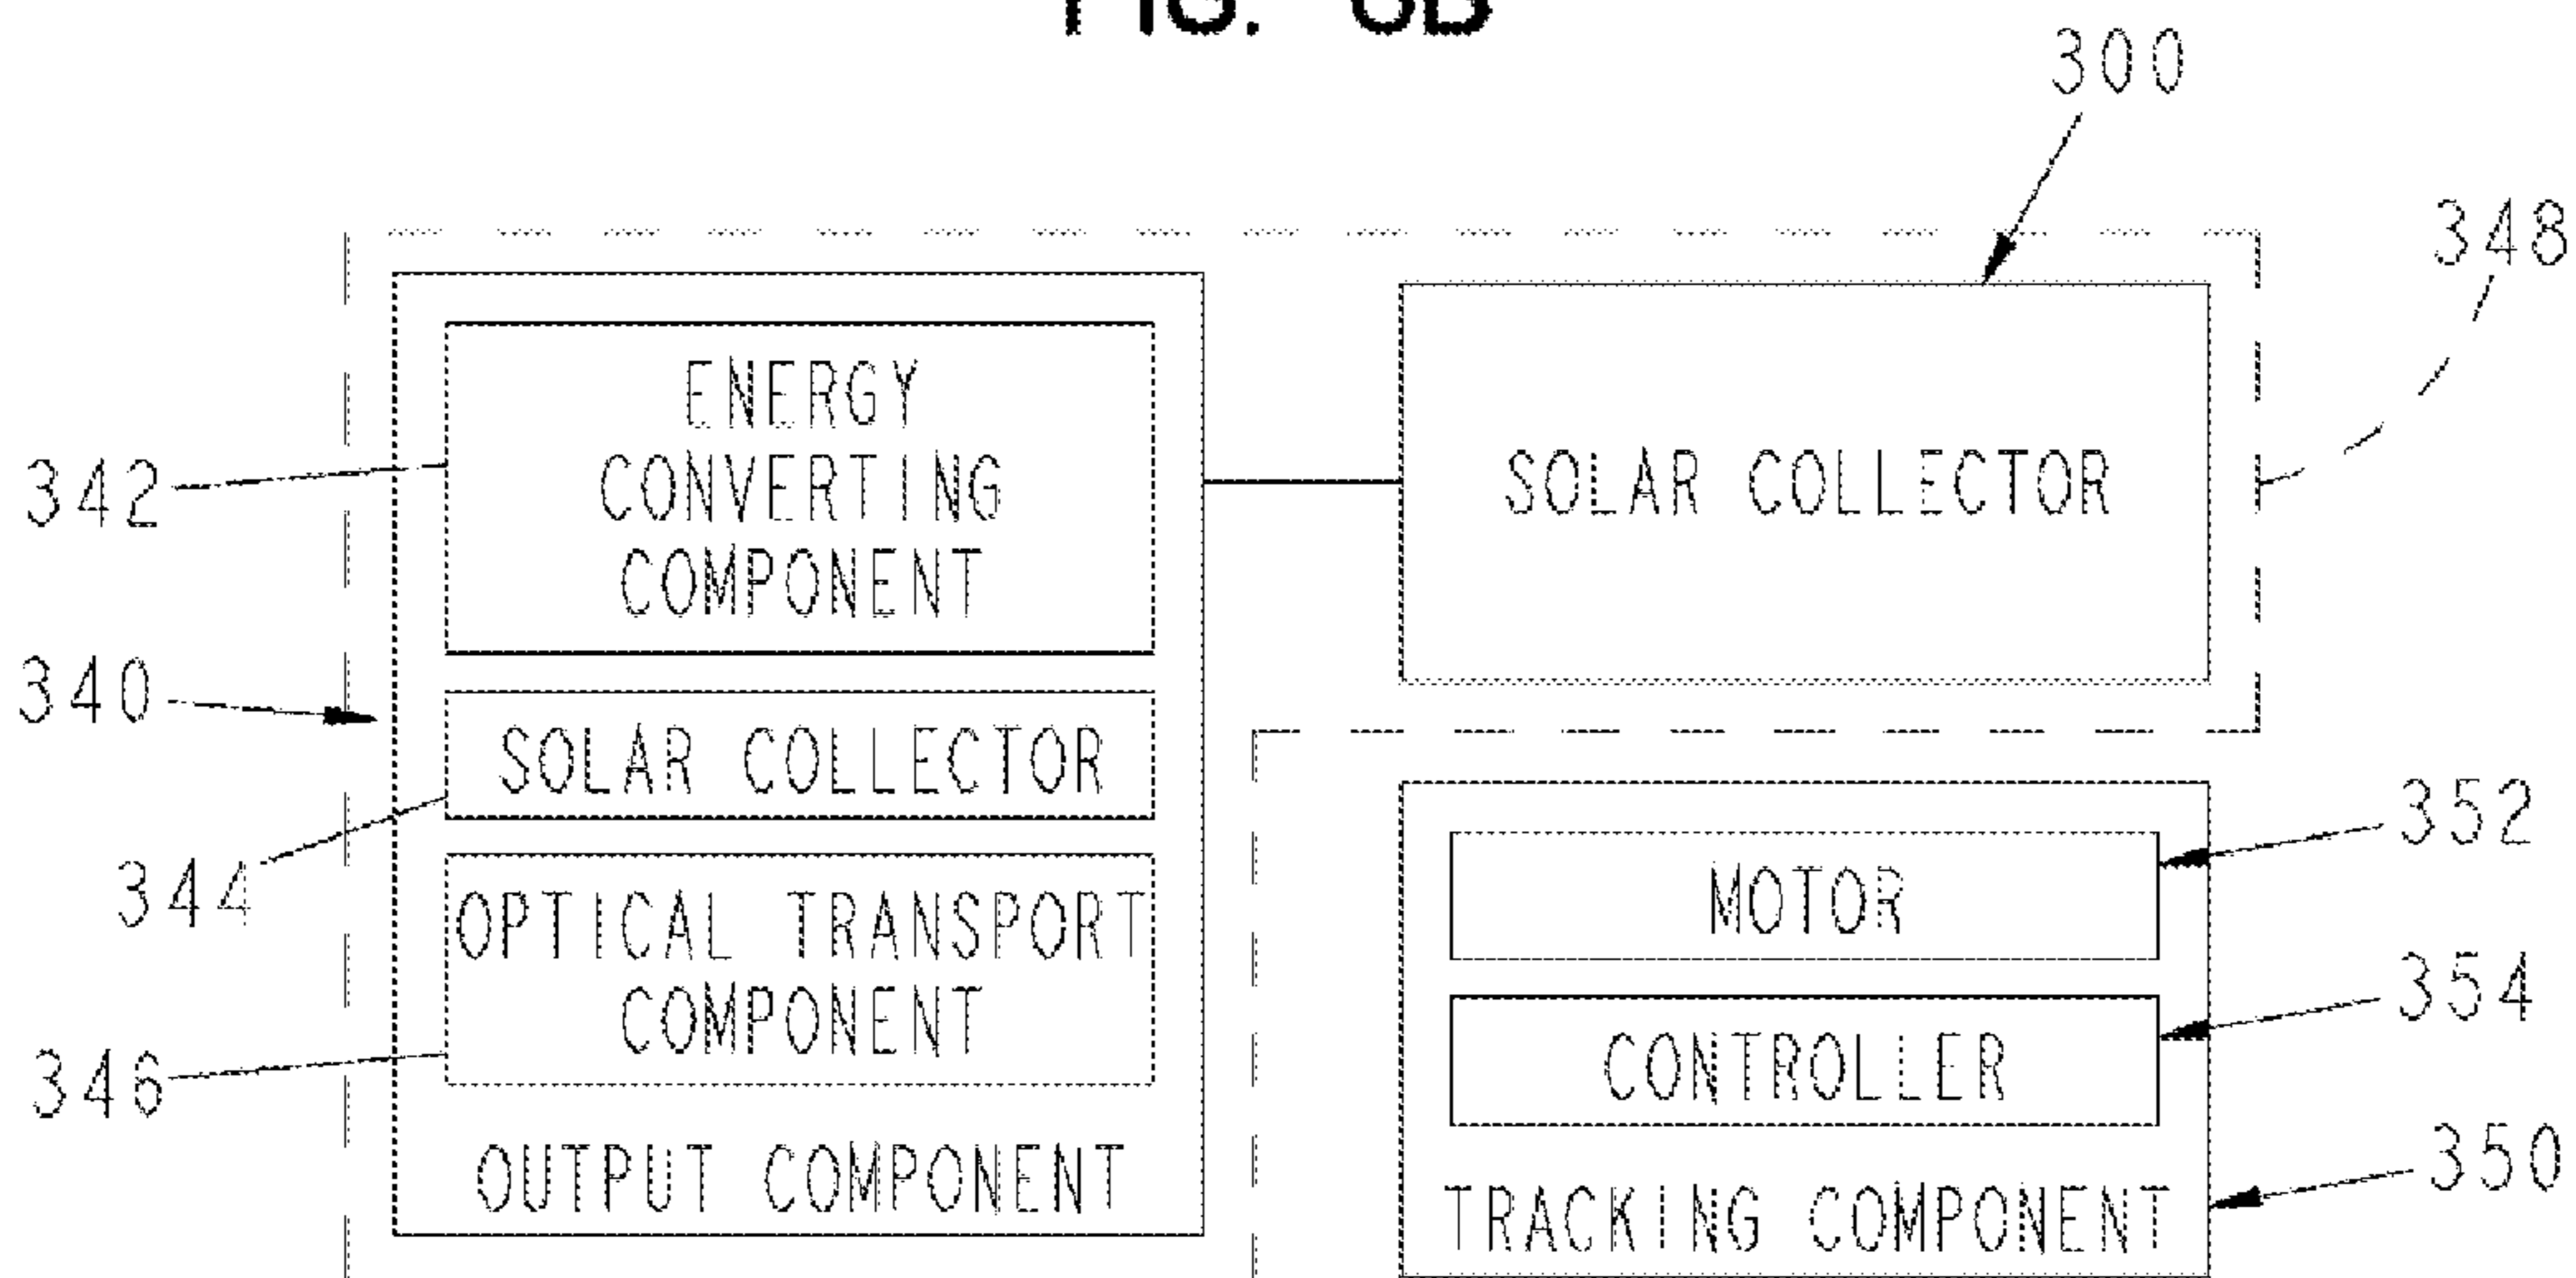 FIG.
300
348
ENERGY
CONVERTING
COMPONENT
342
SOLAR COLLECTOR
340
SOLAR COLLECTOR
344
OPTICAL TRANSPORT
COMPONENT
346
OUTPUT COMPONENT
MOTOR
352
CONTROLLER
354
TRACKING COMPONENT
350